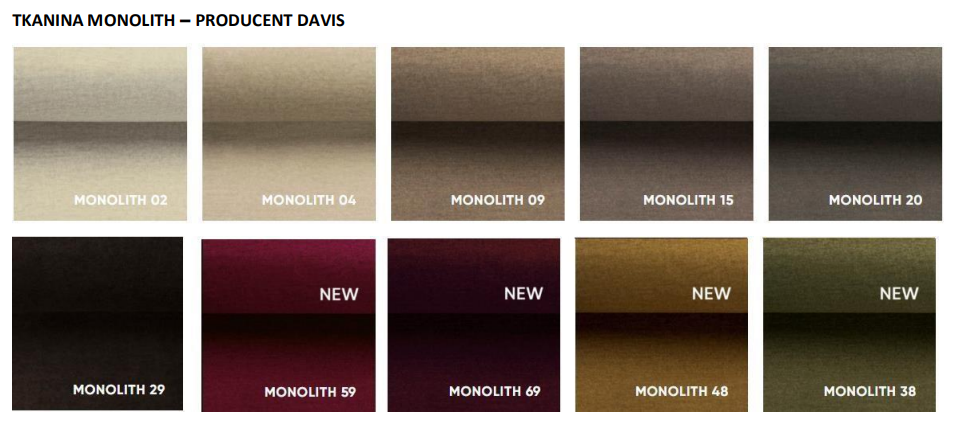 TKANINA MONOLITH – PRODUCENT DAVIS
MONOLITH 02
MONOLITH 04
MONOLITH 09
MONOLITH 15
MONOLITH 20
MONOLITH 29
NEW
MONOLITH 59
NEW
MONOLITH 69
NEW
MONOLITH 48
NEW
MONOLITH 38